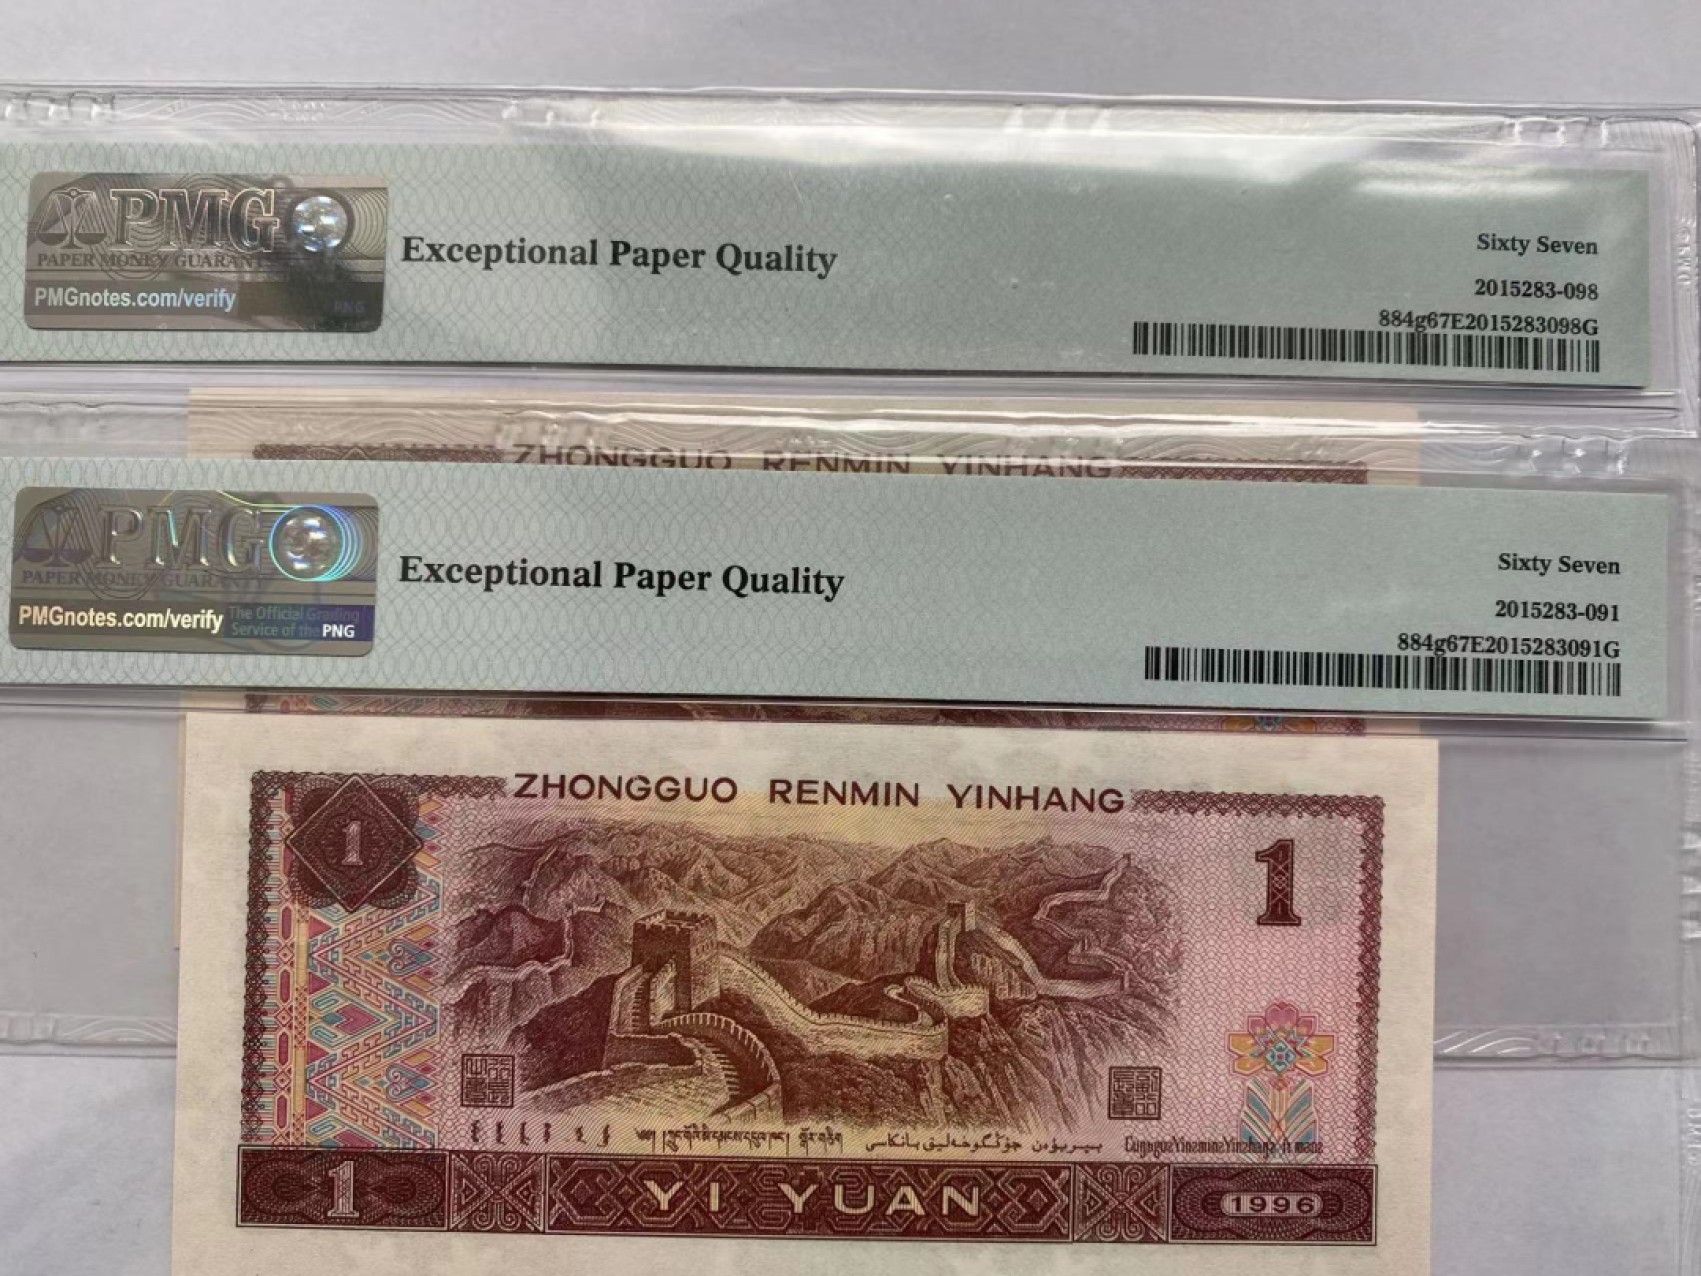 PMG
PAPER MONEY GUARANTY
PMGnotes.com/verify
PNG
Exceptional Paper Quality
Sixty Seven
2015283-098
884g67E2015283098G
ZHONGGUO RENMIN YINHANG
PMG
PAPER MONEY GUARANTY
PMGnotes.com/verify
The Official Grading
Service of the PNG
Exceptional Paper Quality
Sixty Seven
2015283-091
884g67E2015283091G
ZHONGGUO RENMIN YINHANG
1
1
1
YI YUAN
1996